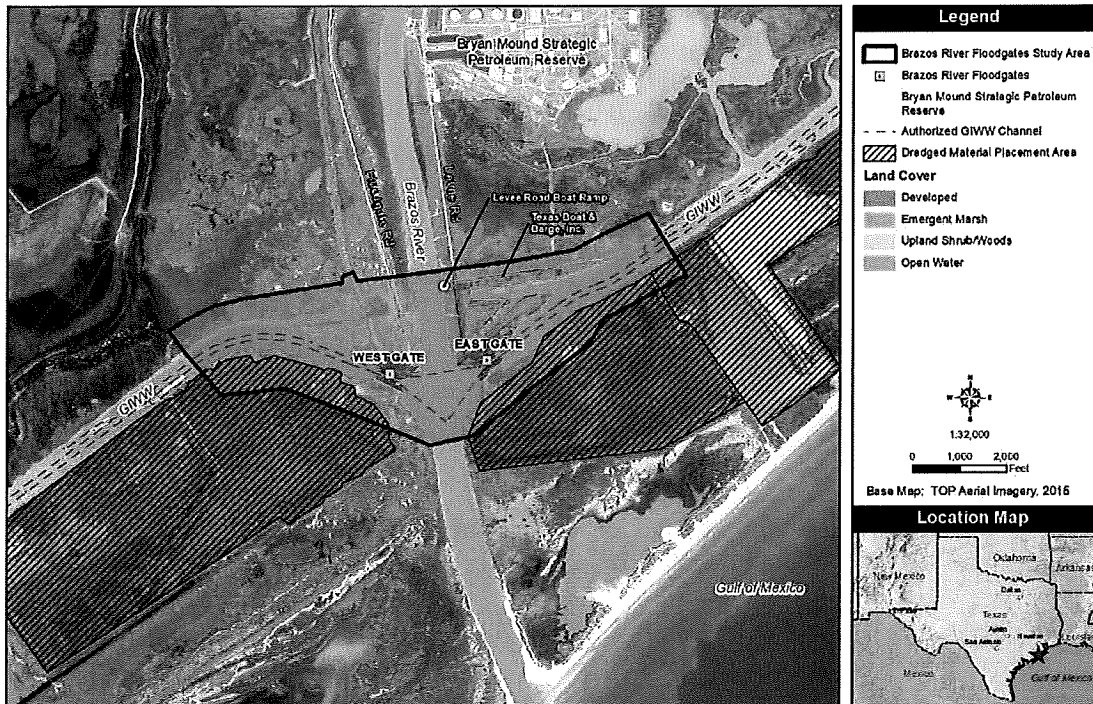 Bryan Mound Strategic
Petroleum Reserve
Levee Rd
Brazos River
Levee Road Boat Ramp
Texas Boat &
Barge, Inc.
GIWW
EAST GATE
WEST GATE
GIWW
Gulf of Mexico
Legend
Brazos River Floodgates Study Area
Brazos River Floodgates
Bryan Mound Strategic Petroleum
Reserve
Authorized GIWW Channel
Dredged Material Placement Area
Land Cover
Developed
Emergent Marsh
Upland Shrub/Woods
Open Water
N
W
E
S
1:32,000
0 1,000 2,000
Feet
Base Map: TOP Aerial Imagery, 2015
Location Map
New Mexico
Oklahoma
Arkansas
Dallas
Texas
Austin
Houston
San Antonio
Louisiana
Mexico
Gulf of Mexico